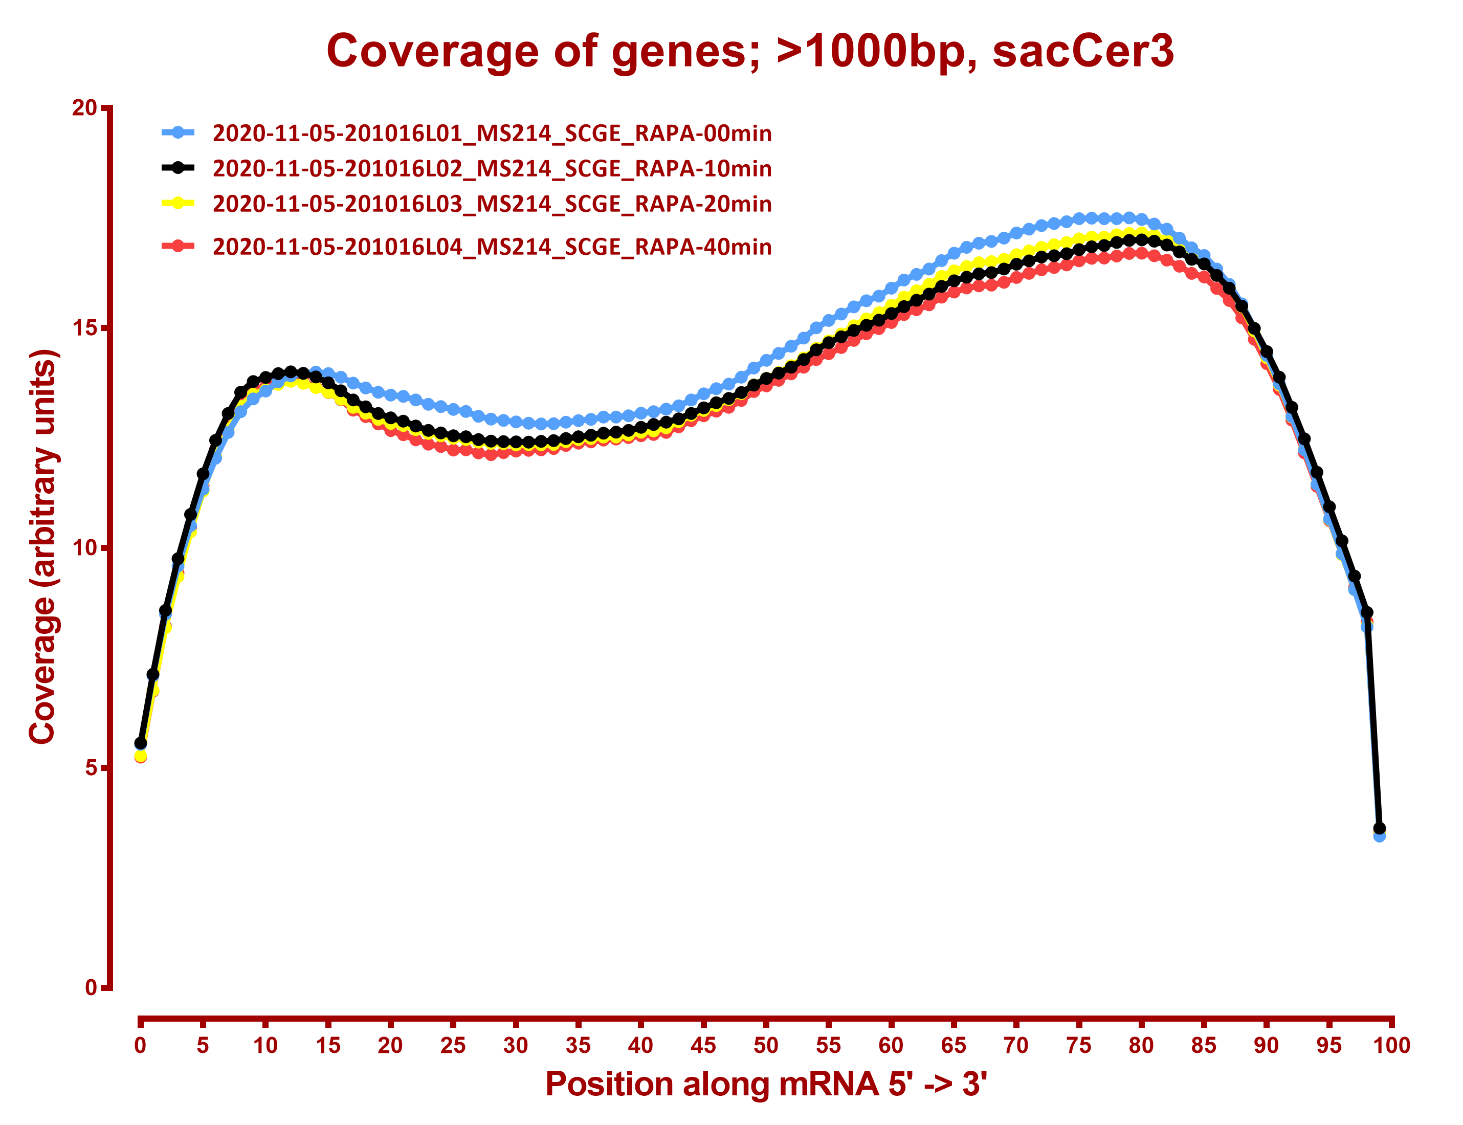 Coverage of genes; >1000bp, sacCer3
20
2020-11-05-201016L01_MS214_SCGE_RAPA-00min
2020-11-05-201016L02_MS214_SCGE_RAPA-10min
2020-11-05-201016L03_MS214_SCGE_RAPA-20min
2020-11-05-201016L04_MS214_SCGE_RAPA-40min
15
10
5
0
Coverage (arbitrary units)
0 5 10 15 20 25 30 35 40 45 50 55 60 65 70 75 80 85 90 95 100
Position along mRNA 5' -> 3'